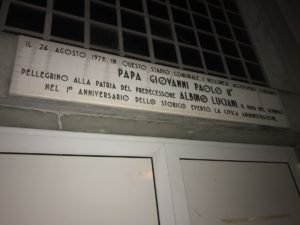 IL 26 AGOSTO 1979, IN QUESTO STADIO COMUNALE, I BELLUNESI ACCOLSERO
PAPA GIOVANNI PAOLO II°
PELLEGRINO ALLA PATRIA DEL PREDECESSORE ALBINO LUCIANI IL PAPA DEL SORRISO
NEL 1° ANNIVERSARIO DELLO STORICO EVENTO, LA CIVICA AMMINISTRAZIONE